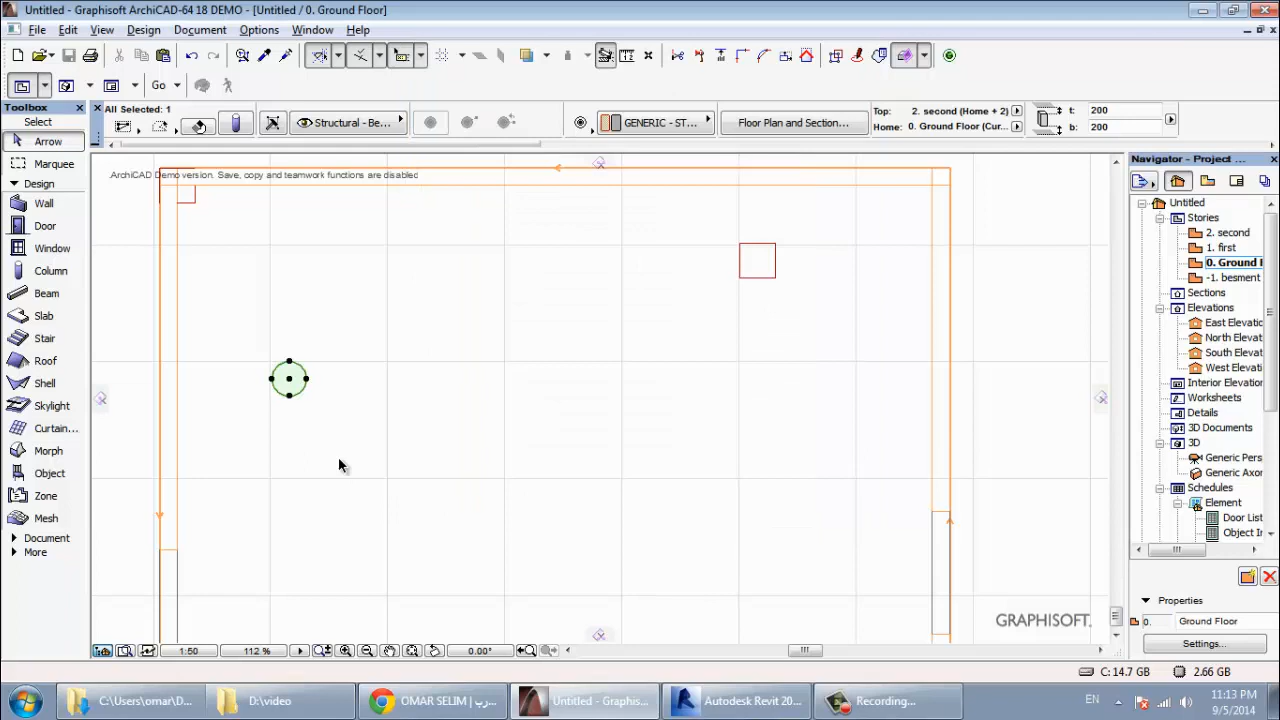 Untitled - Graphisoft ArchiCAD-64 18 DEMO - [Untitled / 0. Ground Floor]
File Edit View Design Document Options Window Help
Go
Toolbox
Select
Arrow
Marquee
Design
Wall
Door
Window
Column
Beam
Slab
Stair
Roof
Shell
Skylight
Curtain...
Morph
Object
Zone
Mesh
Document
More
All Selected: 1
Structural - Be...
GENERIC - ST...
Floor Plan and Section...
Top: 2. second (Home + 2)
Home: 0. Ground Floor (Cur...
t: 200
b: 200
ArchiCAD Demo version. Save, copy and teamwork functions are disabled
GRAPHISOFT.
Navigator - Project ...
Untitled
Stories
2. second
1. first
0. Ground F
-1. besment
Sections
Elevations
East Elevatio
North Elevat
South Elevat
West Elevati
Interior Elevation
Worksheets
Details
3D Documents
3D
Generic Pers
Generic Axon
Schedules
Element
Door List
Object In
Properties
0. Ground Floor
Settings...
1:50
112 %
0.00°
C: 14.7 GB
2.66 GB
C:\Users\omar\D...
D:\video
OMAR SELIM | رب...
Untitled - Graphis...
Autodesk Revit 20...
Recording...
EN
11:13 PM
9/5/2014